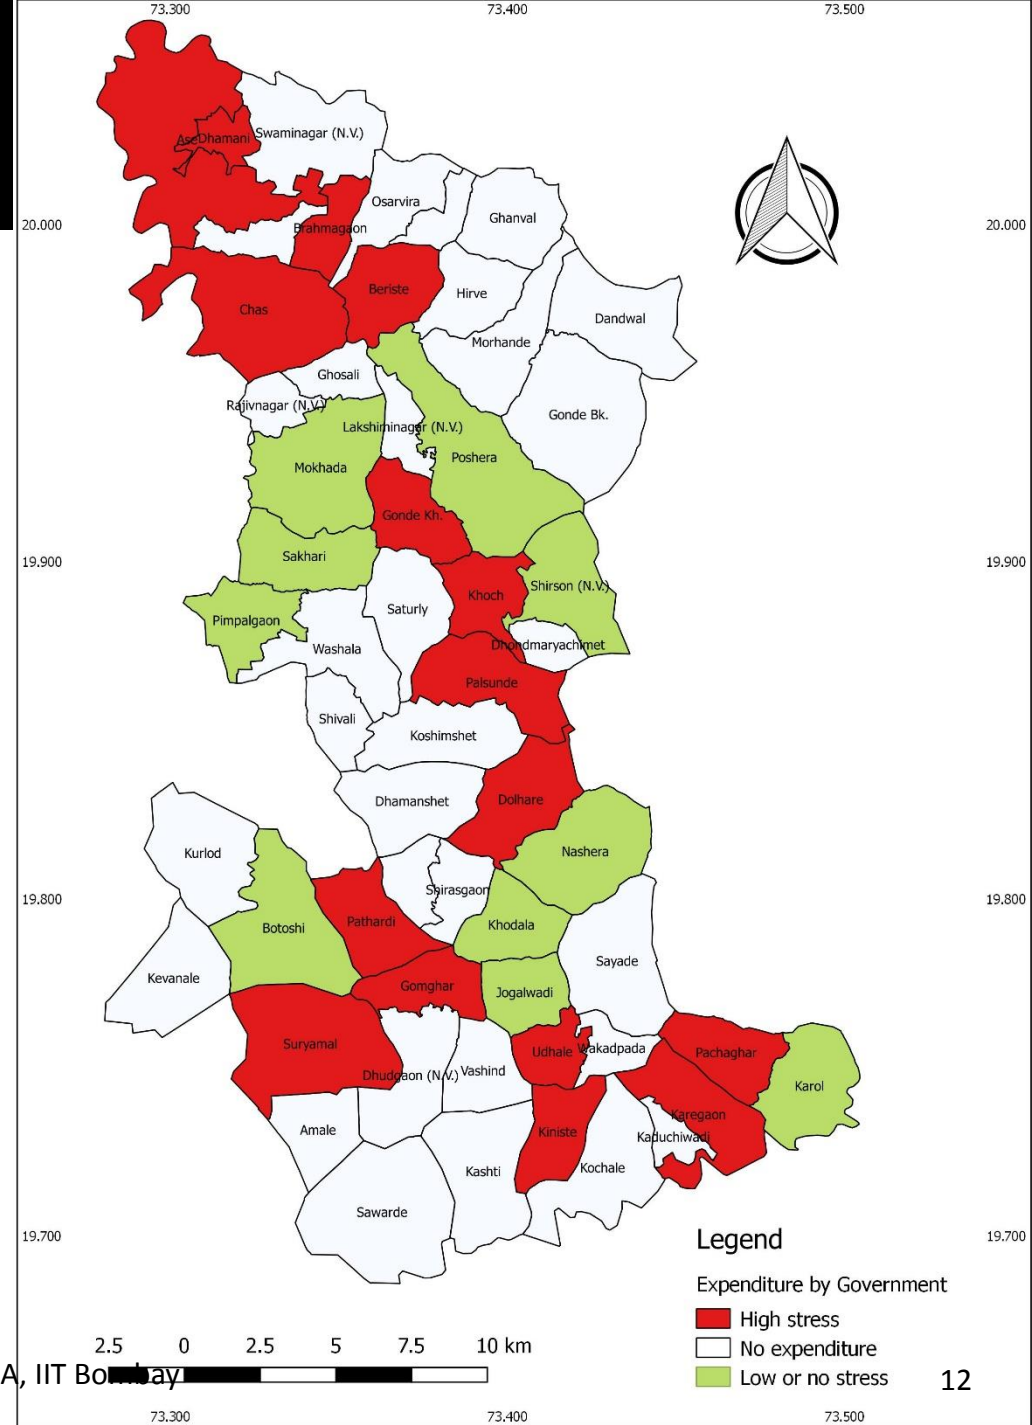 73.300 73.400 73.500
AseDhamani
Swaminagar (N.V.)
Osarvira
Ghanval
20.000 20.000
Brahmagaon
Beriste
Hirve
Chas
Dandwal
Morhande
Ghosali
Rajivnagar (N.V.)
Gonde Bk.
Lakshiminagar (N.V.)
Mokhada
Poshera
Gonde Kh.
Sakhari
19.900 19.900
Shirson (N.V.)
Khoch
Saturly
Pimpalgaon
Dhondmaryachimet
Washala
Palsunde
Shivali
Koshimshet
Dhamanshet
Dolhare
Kurlod
Nashera
Shirasgaon
19.800 19.800
Pathardi
Khodala
Botoshi
Sayade
Kevanale
Gomghar
Jogalwadi
Suryamal
Udhale
Wakadpada
Pachaghar
Vashind
Dhudgaon (N.V.)
Karol
Karegaon
Amale
Kiniste
Kaduchiwadi
Kashti
Kochale
Sawarde
19.700 19.700
Legend
Expenditure by Government
High stress
No expenditure
Low or no stress
2.5 0 2.5 5 7.5 10 km
A, IIT Bombay
12
73.300 73.400 73.500